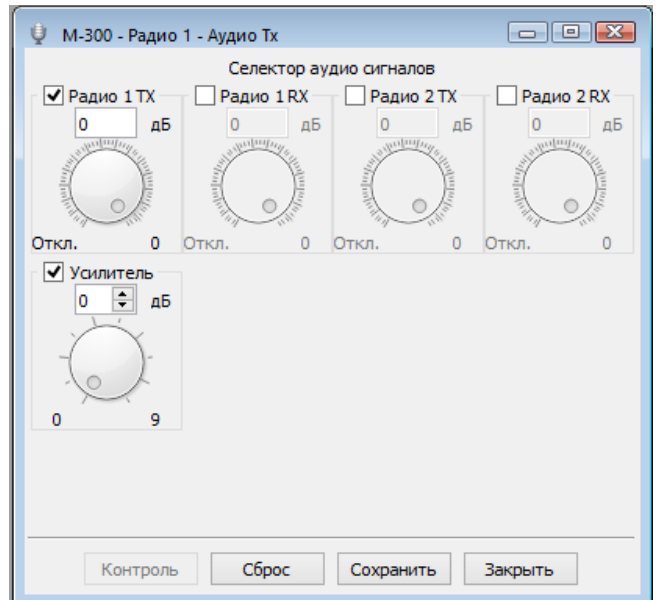 М-300 - Радио 1 - Аудио Tx
Селектор аудио сигналов
Радио 1 TX Радио 1 RX Радио 2 TX Радио 2 RX
0 дБ 0 дБ 0 дБ 0 дБ
Откл. 0 Откл. 0 Откл. 0 Откл. 0
Усилитель
0 дБ
0 9
Контроль Сброс Сохранить Закрыть